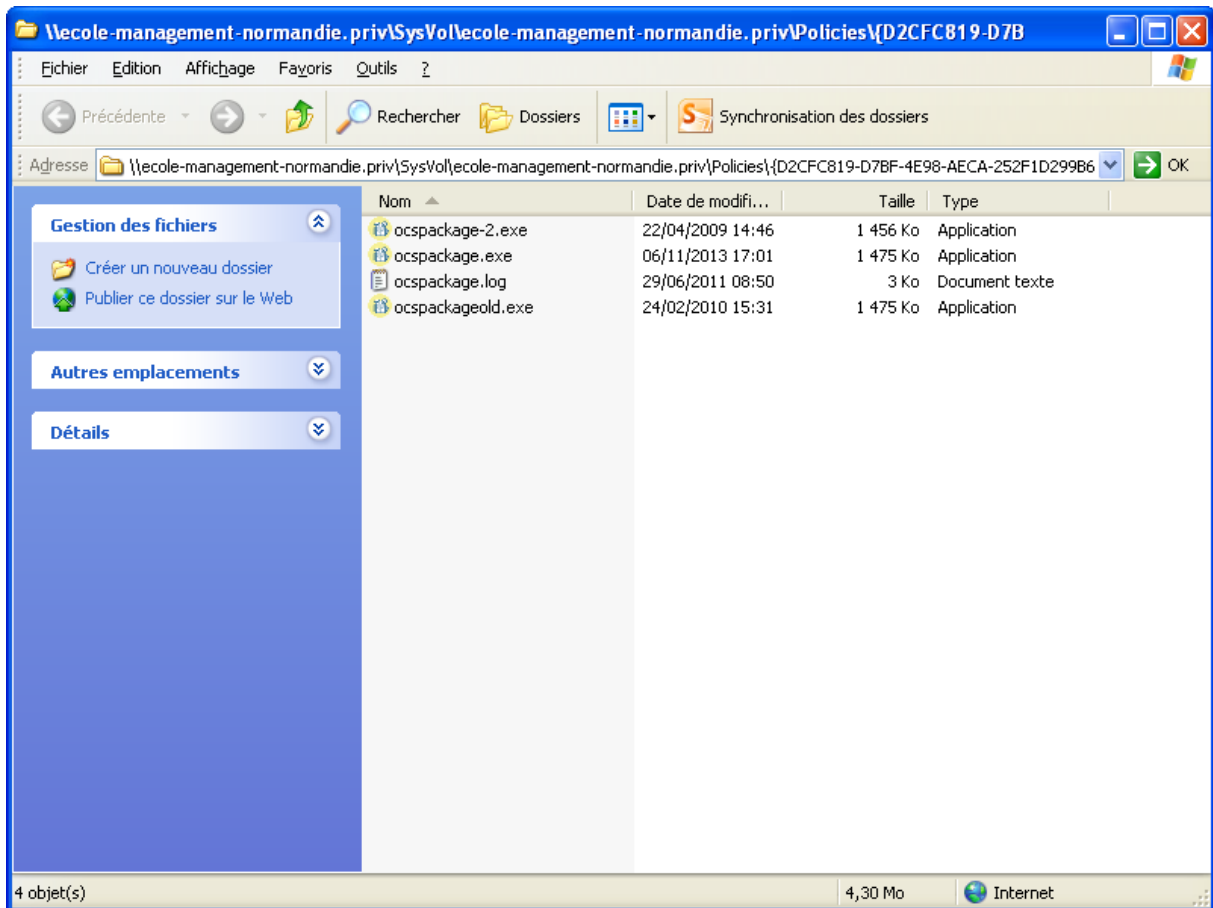 \\ecole-management-normandie.priv\SysVol\ecole-management-normandie.priv\Policies\{D2CFC819-D7B
Fichier Edition Affichage Favoris Outils ?
Précédente Rechercher Dossiers Synchronisation des dossiers
Adresse \\ecole-management-normandie.priv\SysVol\ecole-management-normandie.priv\Policies\{D2CFC819-D7BF-4E98-AECA-252F1D299B6 OK
Nom Date de modifi... Taille Type
Gestion des fichiers
Créer un nouveau dossier
Publier ce dossier sur le Web
Autres emplacements
Détails
ocspackage-2.exe 22/04/2009 14:46 1 456 Ko Application
ocspackage.exe 06/11/2013 17:01 1 475 Ko Application
ocspackage.log 29/06/2011 08:50 3 Ko Document texte
ocspackageold.exe 24/02/2010 15:31 1 475 Ko Application
4 objet(s) 4,30 Mo Internet